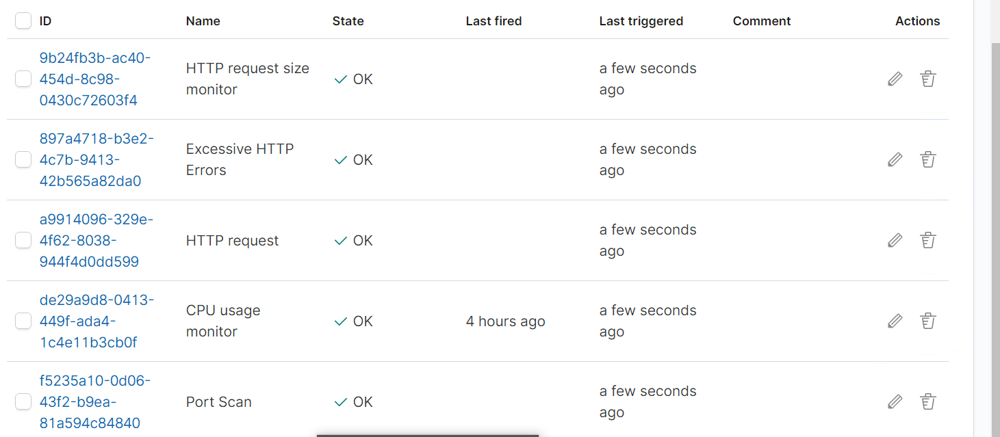 ID Name State Last fired Last triggered Comment Actions
9b24fb3b-ac40-
454d-8c98-
0430c72603f4
HTTP request size
monitor
OK
a few seconds
ago
897a4718-b3e2-
4c7b-9413-
42b565a82da0
Excessive HTTP
Errors
OK
a few seconds
ago
a9914096-329e-
4f62-8038-
944f4d0dd599
HTTP request
OK
a few seconds
ago
de29a9d8-0413-
449f-ada4-
1c4e11b3cb0f
CPU usage
monitor
OK
4 hours ago
a few seconds
ago
f5235a10-0d06-
43f2-b9ea-
81a594c84840
Port Scan
OK
a few seconds
ago